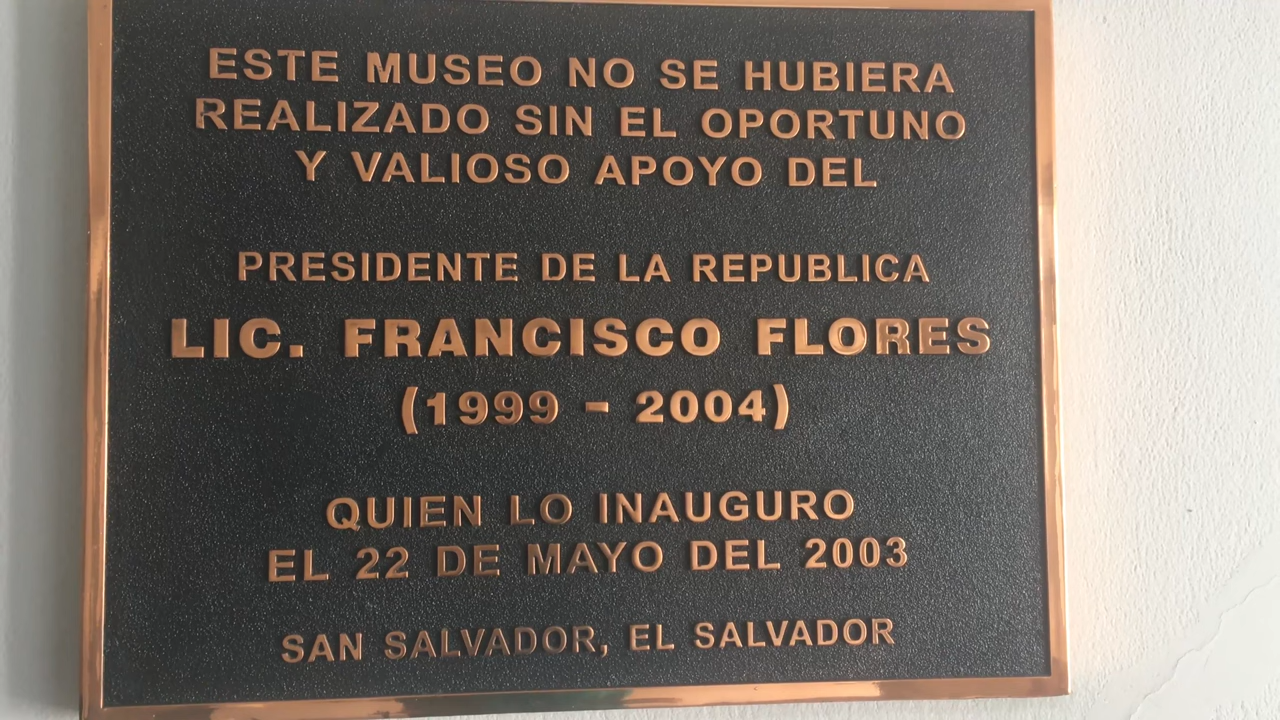 ESTE MUSEO NO SE HUBIERA
REALIZADO SIN EL OPORTUNO
Y VALIOSO APOYO DEL
PRESIDENTE DE LA REPUBLICA
LIC. FRANCISCO FLORES
(1999 - 2004)
QUIEN LO INAUGURO
EL 22 DE MAYO DEL 2003
SAN SALVADOR, EL SALVADOR